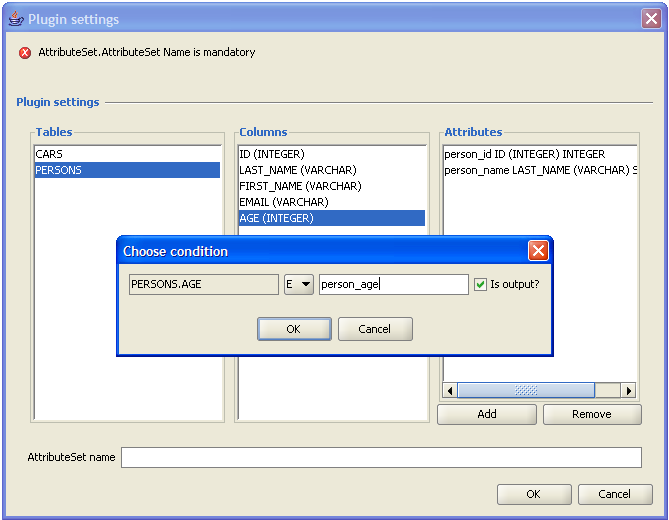 Plugin settings
AttributeSet.AttributeSet Name is mandatory
Plugin settings
Tables
CARS
PERSONS
Columns
ID (INTEGER)
LAST_NAME (VARCHAR)
FIRST_NAME (VARCHAR)
EMAIL (VARCHAR)
AGE (INTEGER)
Attributes
person_id ID (INTEGER) INTEGER
person_name LAST_NAME (VARCHAR) S
Choose condition
PERSONS.AGE E person_age Is output?
OK Cancel
Add Remove
AttributeSet name
OK Cancel